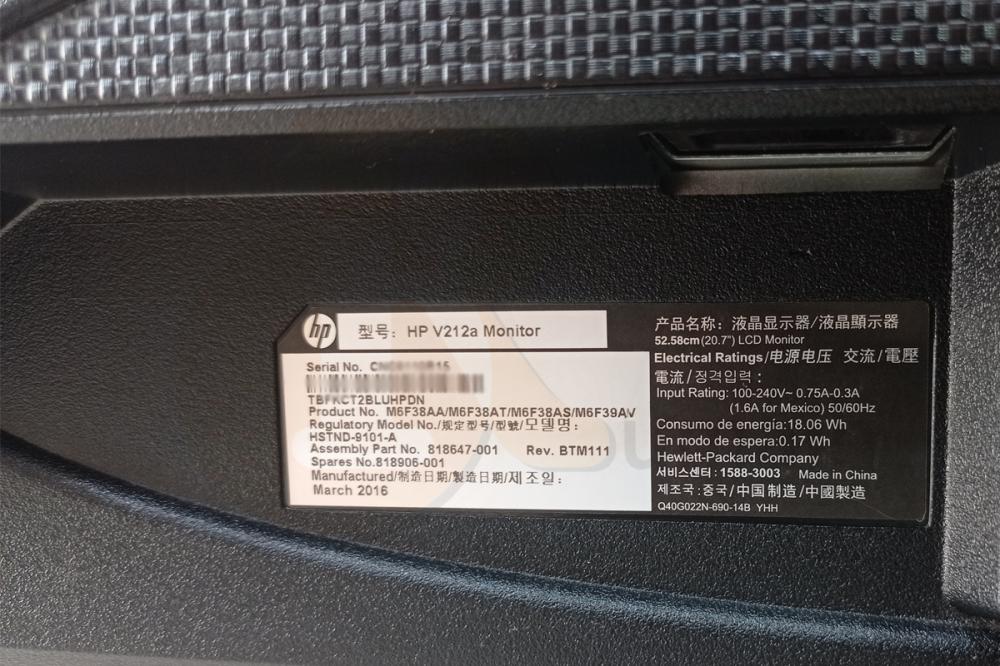 hp
型号: HP V212a Monitor
Serial No.
TBFKCT2BLUHPDN
Product No. M6F38AA/M6F38AT/M6F38AS/M6F39AV
Regulatory Model No./规定型号/型號/모델명:
HSTND-9101-A
Assembly Part No. 818647-001 Rev. BTM111
Spares No.818906-001
Manufactured/制造日期/製造日期/제조일:
March 2016
产品名称: 液晶显示器/液晶顯示器
52.58cm(20.7") LCD Monitor
Electrical Ratings/电源电压 交流/電壓
電流/정격입력:
Input Rating: 100-240V~ 0.75A-0.3A
(1.6A for Mexico) 50/60Hz
Consumo de energía:18.06 Wh
En modo de espera:0.17 Wh
Hewlett-Packard Company
서비스센터: 1588-3003 Made in China
제조국:중국/中国制造/中國製造
Q40G022N-690-14B YHH